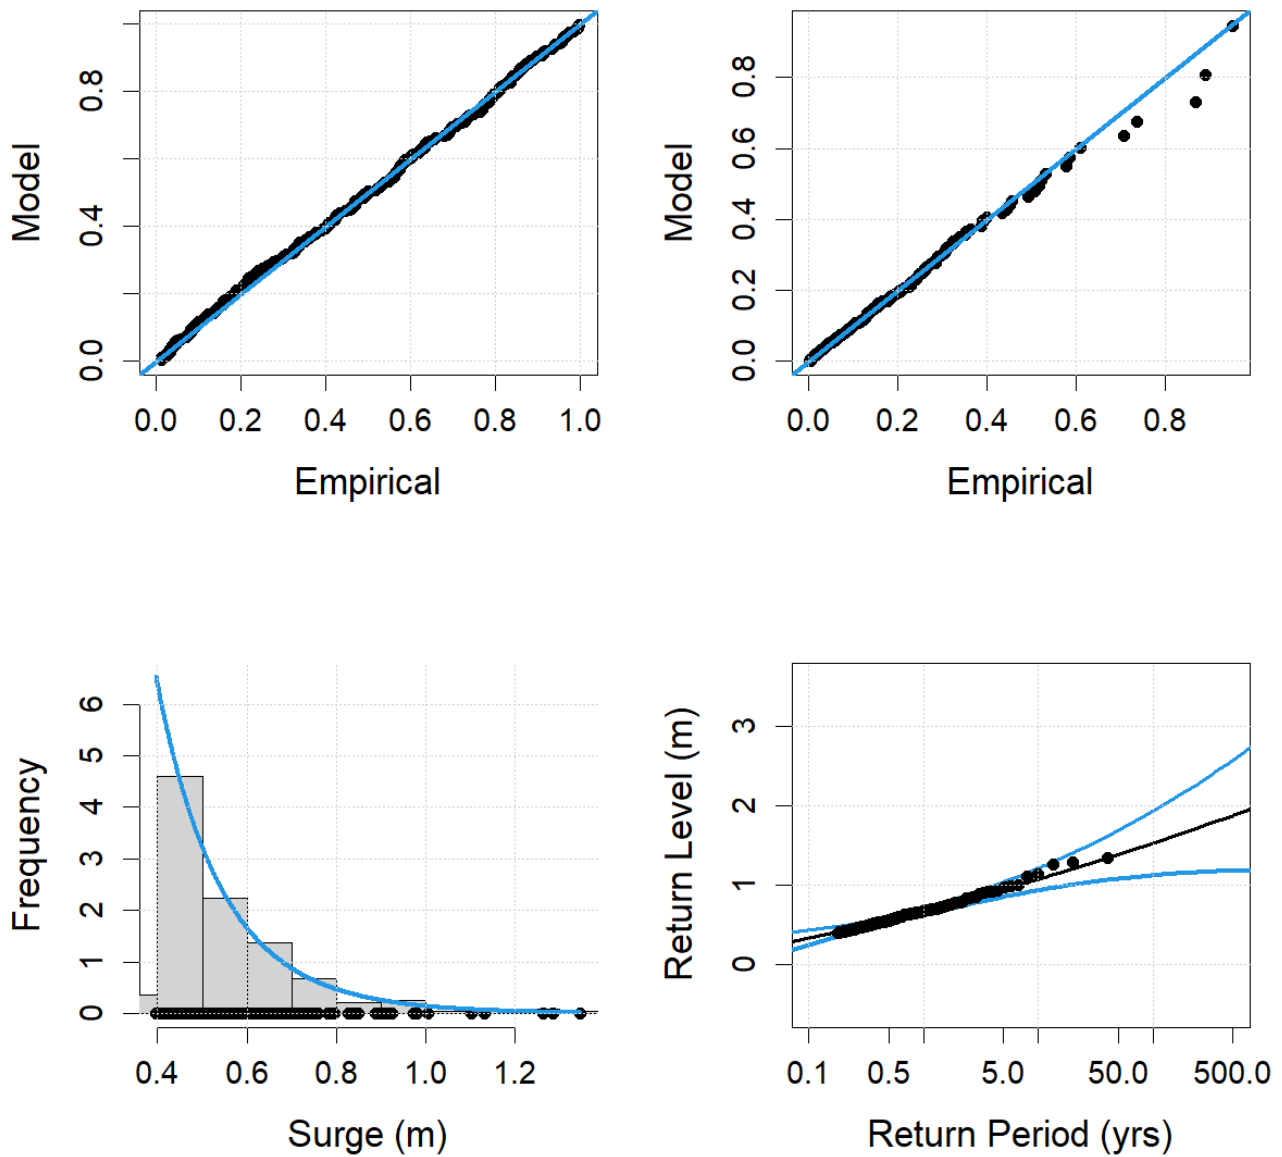 Model
0.0 0.4 0.8
0.0 0.2 0.4 0.6 0.8 1.0
Empirical
Model
0.0 0.2 0.4 0.6 0.8
0.0 0.2 0.4 0.6 0.8
Empirical
Frequency
0 1 2 3 4 5 6
0.4 0.6 0.8 1.0 1.2
Surge (m)
Return Level (m)
0 1 2 3
0.1 0.5 5.0 50.0 500.0
Return Period (yrs)